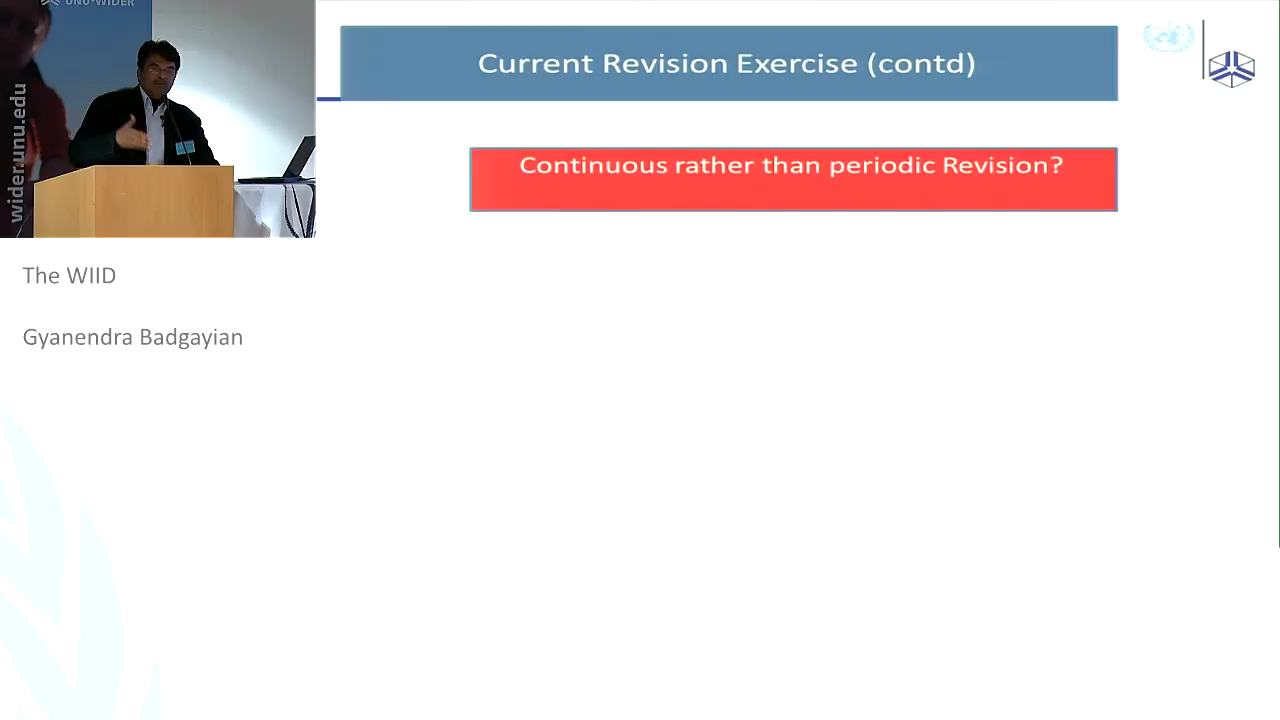 UNU-WIDER
wider.unu.edu
Current Revision Exercise (contd)
Continuous rather than periodic Revision?
The WIID
Gyanendra Badgayian